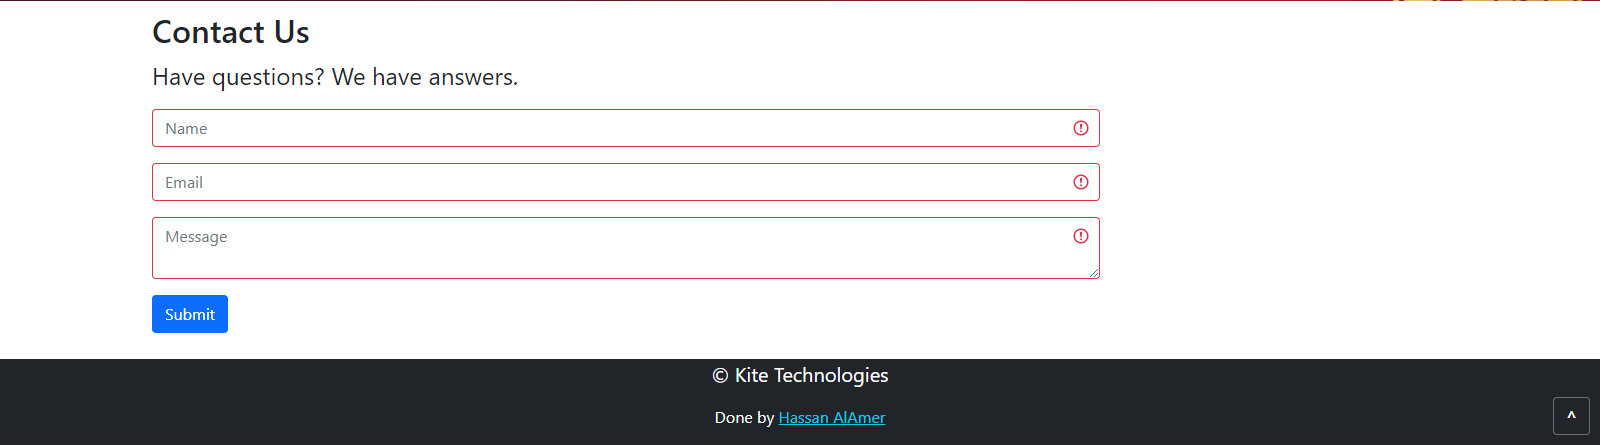 Contact Us
Have questions? We have answers.
Name
Email
Message
Submit
© Kite Technologies
Done by Hassan AlAmer
^